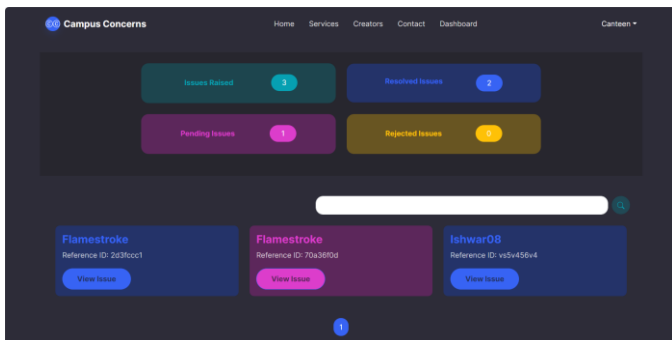 Campus Concerns
Home Services Creators Contact Dashboard
Canteen
Issues Raised 3
Resolved Issues 2
Pending Issues 1
Rejected Issues 0
Flamestroke
Reference ID: 2d3fccc1
View Issue
Flamestroke
Reference ID: 70a36f0d
View Issue
Ishwar08
Reference ID: vs5v456v4
View Issue
1